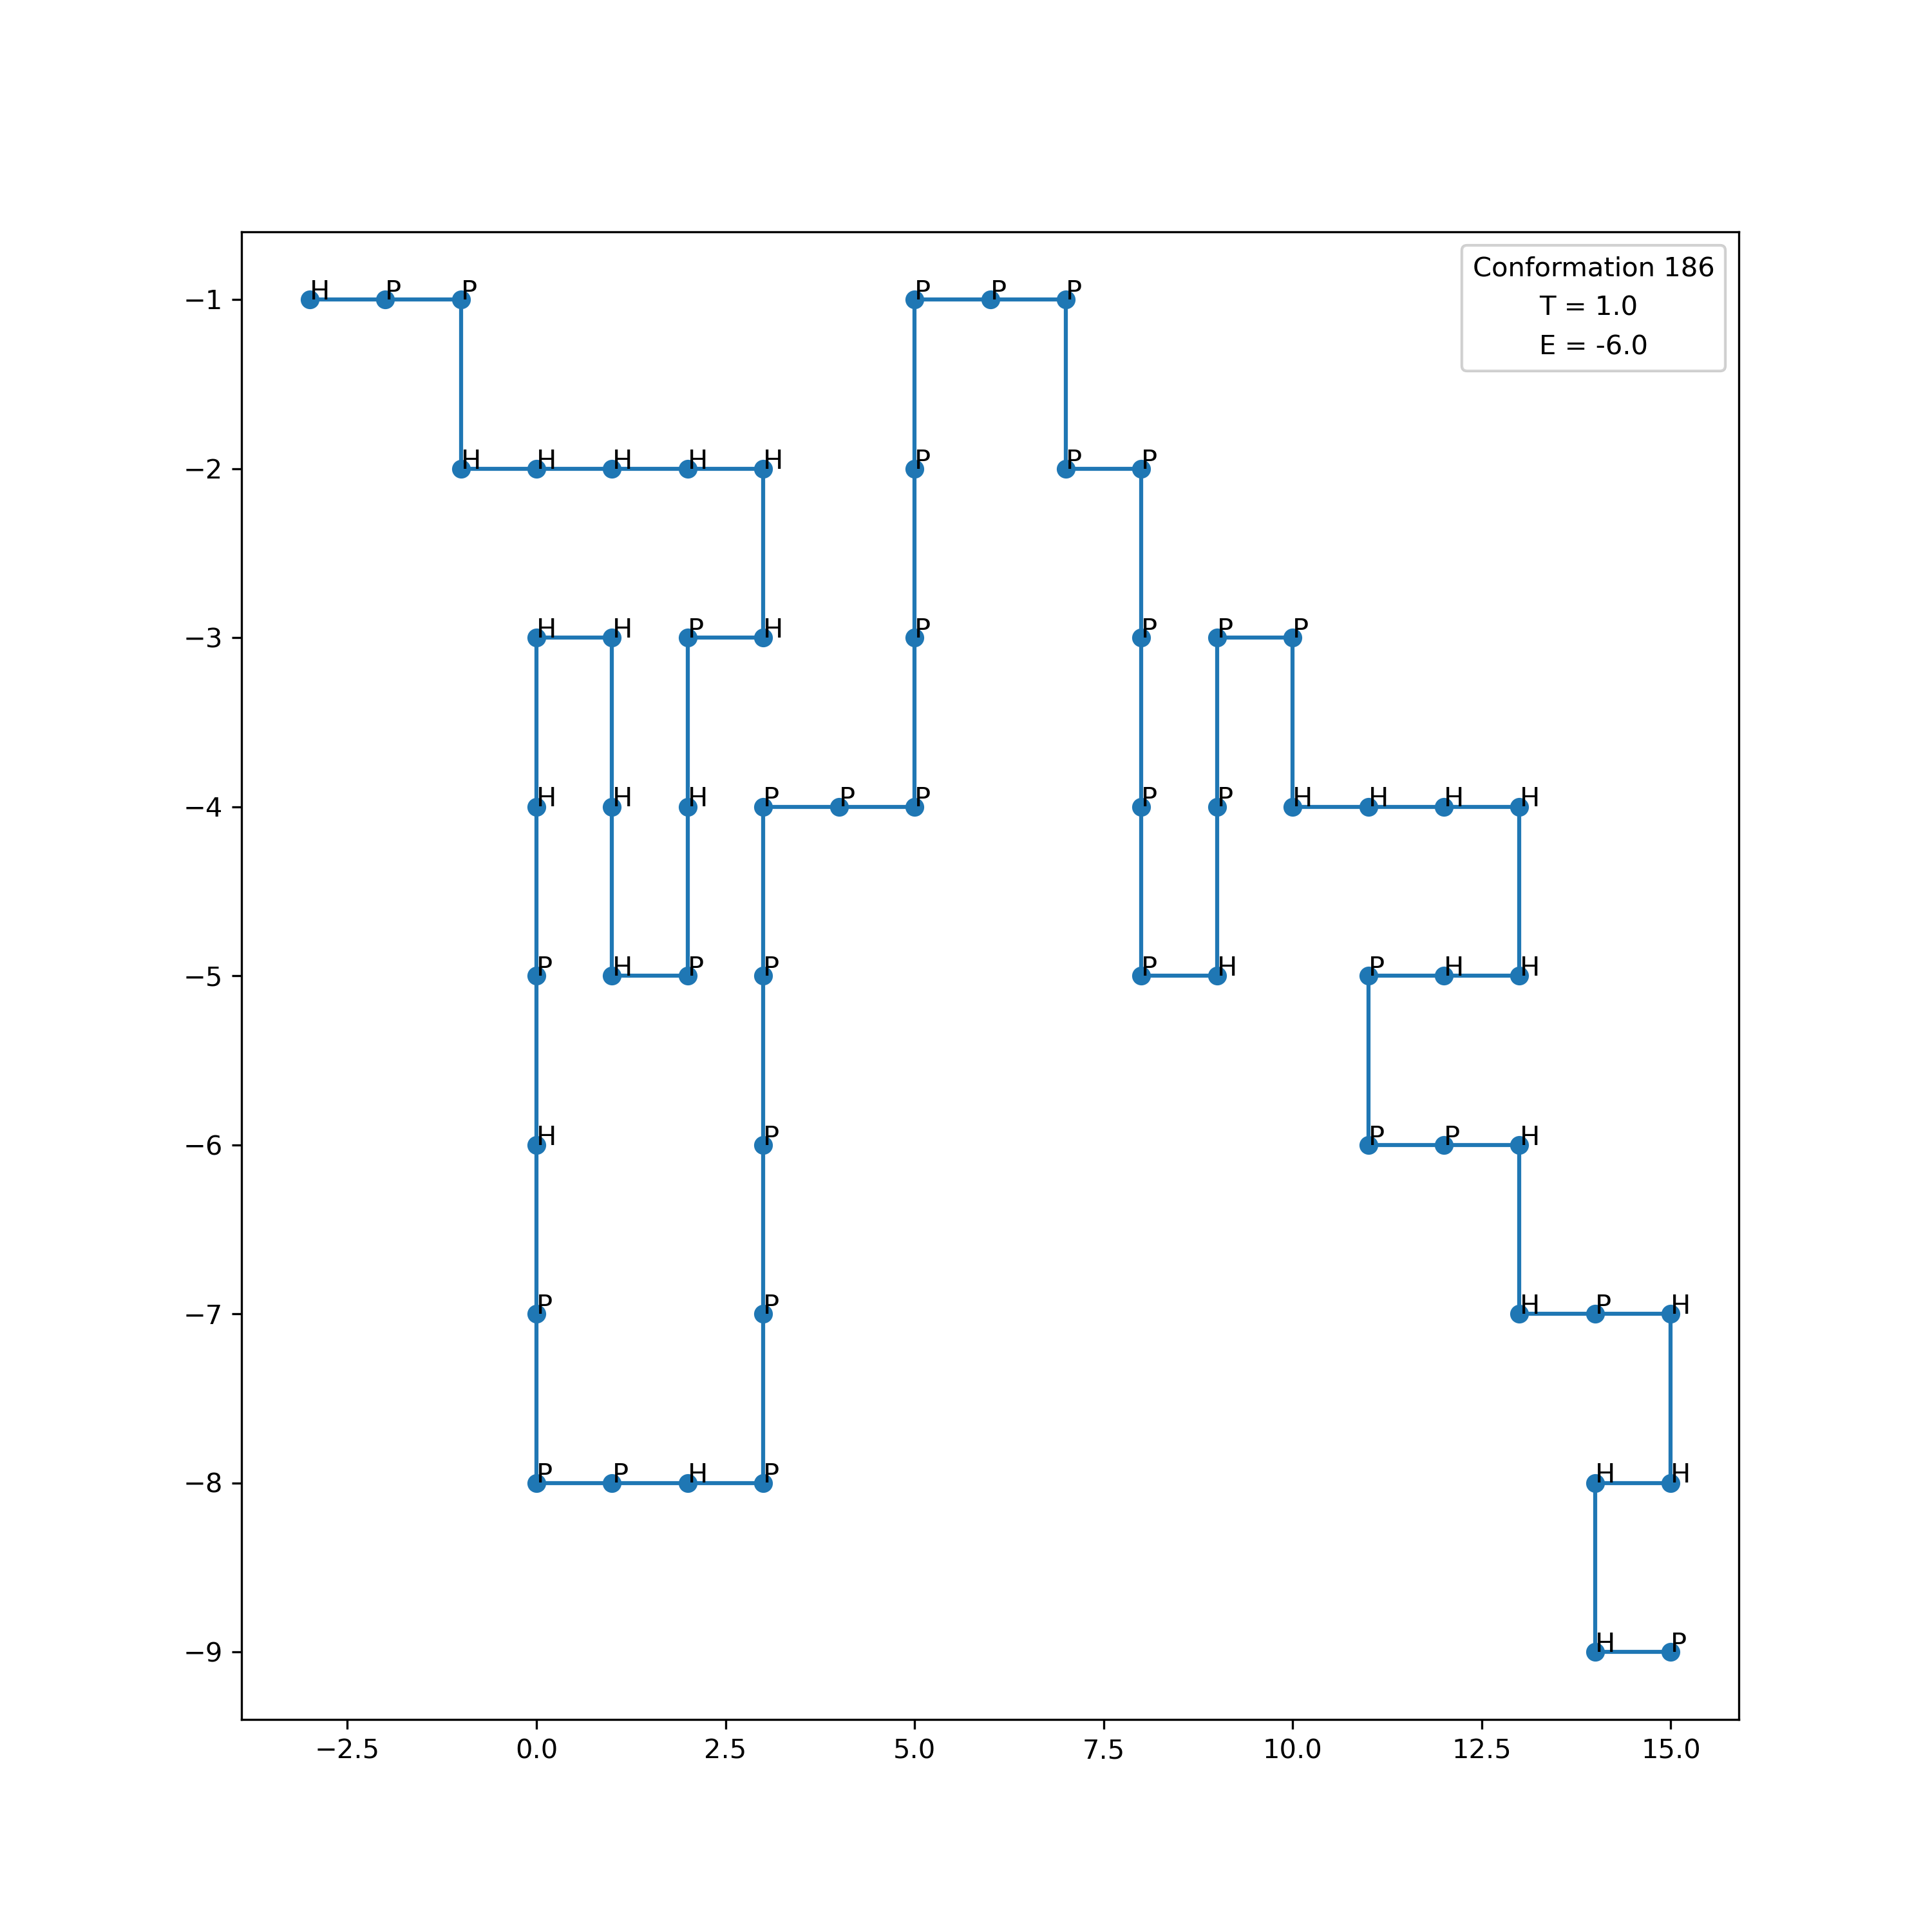 Conformation 186
T = 1.0
E = -6.0
−1 H P P P P P
−2 H H H H H P P P
−3 H H P H P P P P
−4 H H H P P P P P H H H H
−5 P H P P P H P H H
−6 H P P P H
−7 P P H P H
−8 P P H P H H
−9 H P
−2.5 0.0 2.5 5.0 7.5 10.0 12.5 15.0